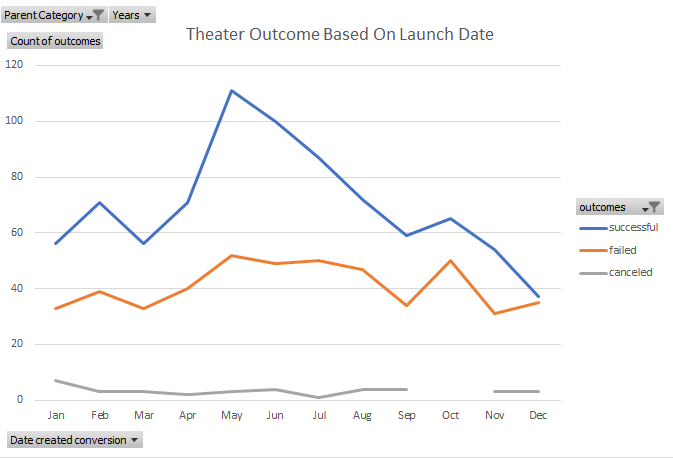 Parent Category Years
Count of outcomes
Theater Outcome Based On Launch Date
120
100
80
60
40
20
0
Jan Feb Mar Apr May Jun Jul Aug Sep Oct Nov Dec
outcomes
successful
failed
canceled
Date created conversion